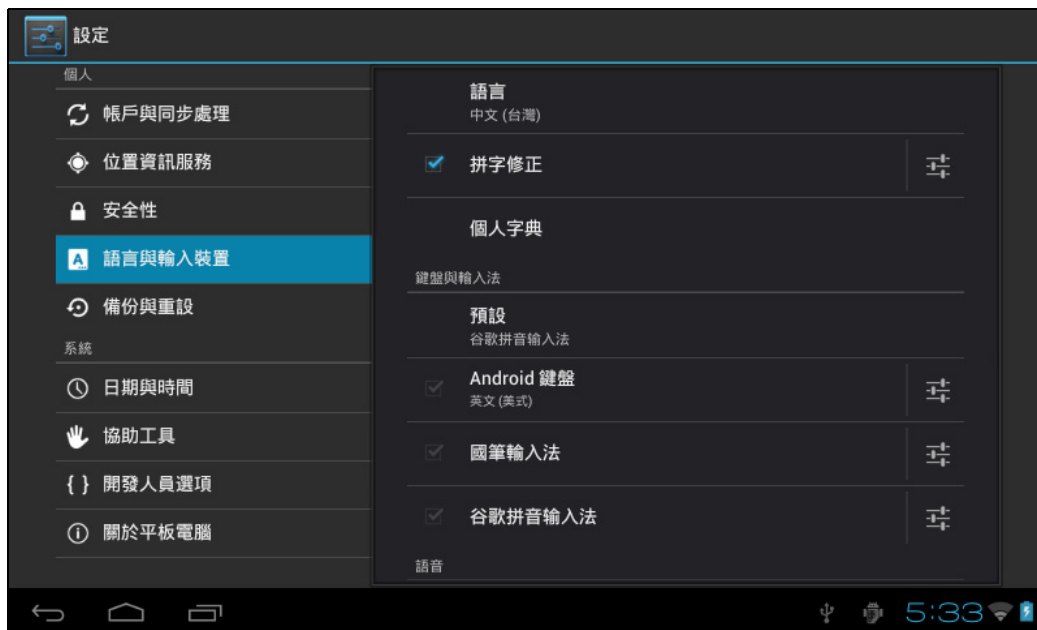 設定
個人
帳戶與同步處理
位置資訊服務
安全性
語言與輸入裝置
備份與重設
系統
日期與時間
協助工具
{ } 開發人員選項
關於平板電腦
語言
中文 (台灣)
拼字修正
個人字典
鍵盤與輸入法
預設
谷歌拼音输入法
Android 鍵盤
英文 (美式)
國筆輸入法
谷歌拼音输入法
語音
5:33